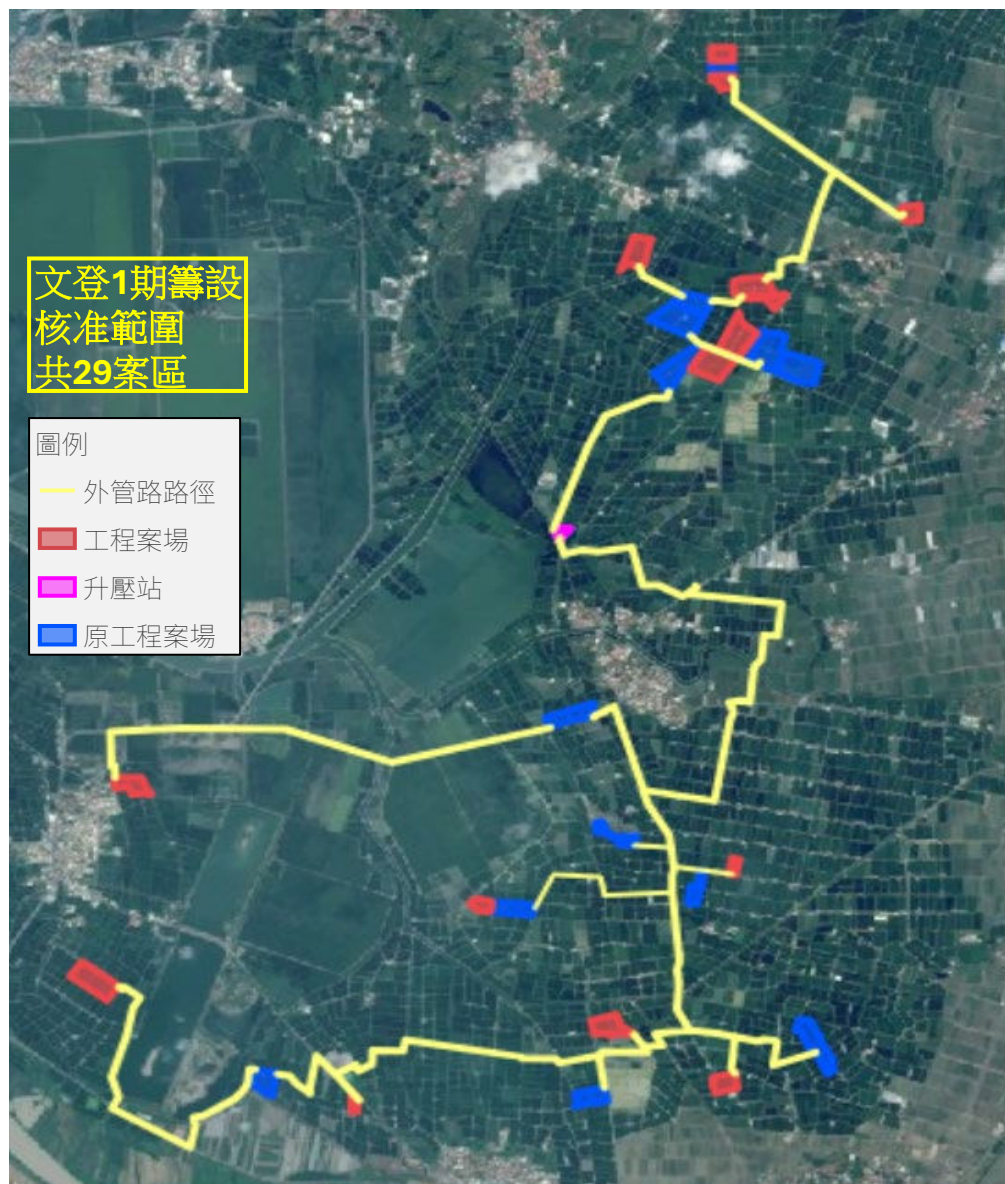 文登1期籌設
核准範圍
共29案區
圖例
外管路路徑
工程案場
升壓站
原工程案場